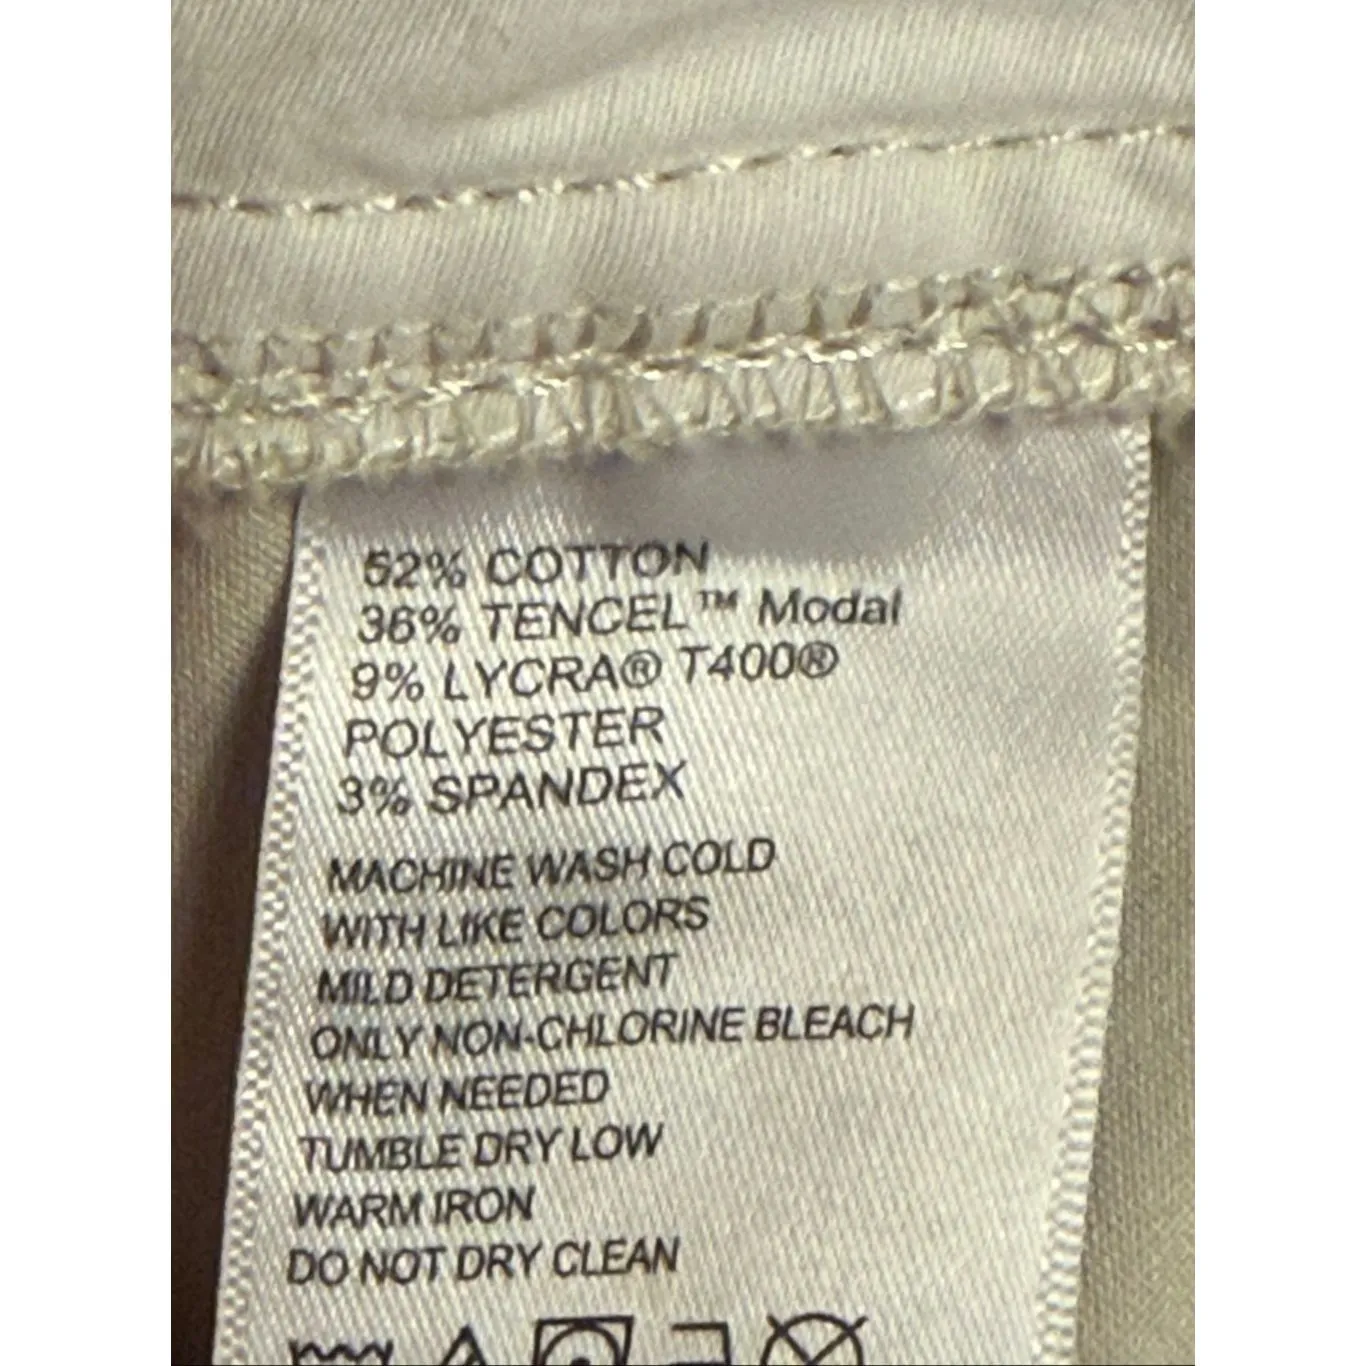 52% COTTON
36% TENCEL™ Modal
9% LYCRA® T400®
POLYESTER
3% SPANDEX
MACHINE WASH COLD
WITH LIKE COLORS
MILD DETERGENT
ONLY NON-CHLORINE BLEACH
WHEN NEEDED
TUMBLE DRY LOW
WARM IRON
DO NOT DRY CLEAN